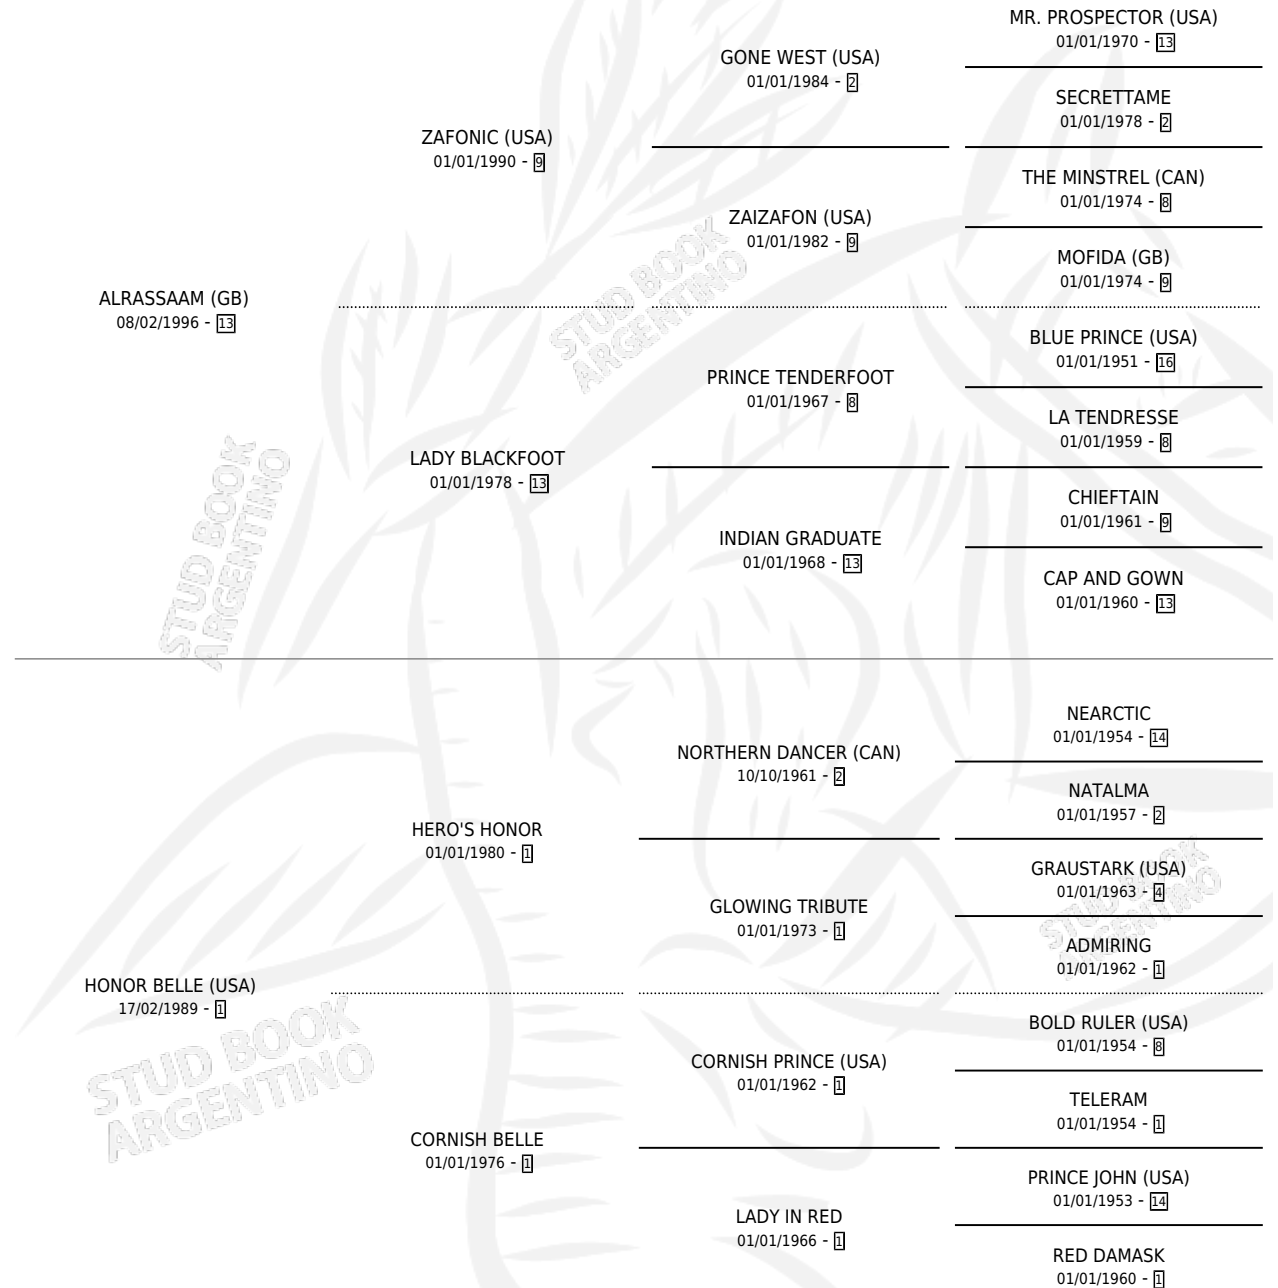 MR. PROSPECTOR (USA)
01/01/1970 - 13
GONE WEST (USA)
01/01/1984 - 2
SECRETTAME
01/01/1978 - 2
ZAFONIC (USA)
01/01/1990 - 9
THE MINSTREL (CAN)
01/01/1974 - 8
ZAIZAFON (USA)
01/01/1982 - 9
MOFIDA (GB)
01/01/1974 - 9
ALRASSAAM (GB)
08/02/1996 - 13
BLUE PRINCE (USA)
01/01/1951 - 16
PRINCE TENDERFOOT
01/01/1967 - 8
LA TENDRESSE
01/01/1959 - 8
LADY BLACKFOOT
01/01/1978 - 13
CHIEFTAIN
01/01/1961 - 9
INDIAN GRADUATE
01/01/1968 - 13
CAP AND GOWN
01/01/1960 - 13
NEARCTIC
01/01/1954 - 14
NORTHERN DANCER (CAN)
10/10/1961 - 2
NATALMA
01/01/1957 - 2
HERO'S HONOR
01/01/1980 - 1
GRAUSTARK (USA)
01/01/1963 - 4
GLOWING TRIBUTE
01/01/1973 - 1
ADMIRING
01/01/1962 - 1
HONOR BELLE (USA)
17/02/1989 - 1
BOLD RULER (USA)
01/01/1954 - 8
CORNISH PRINCE (USA)
01/01/1962 - 1
TELERAM
01/01/1954 - 1
CORNISH BELLE
01/01/1976 - 1
PRINCE JOHN (USA)
01/01/1953 - 14
LADY IN RED
01/01/1966 - 1
RED DAMASK
01/01/1960 - 1
STUD BOOK
ARGENTINO
STUD BOOK
ARGENTINO
STUD BOOK
ARGENTINO
STUD BOOK
ARGENTINO